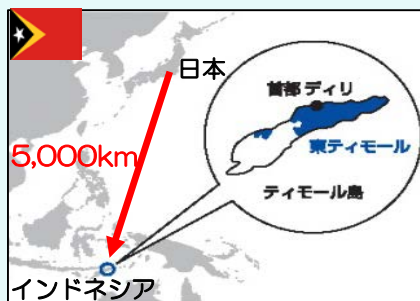 日本
首都 ディリ
東ティモール
5,000km
ティモール島
インドネシア